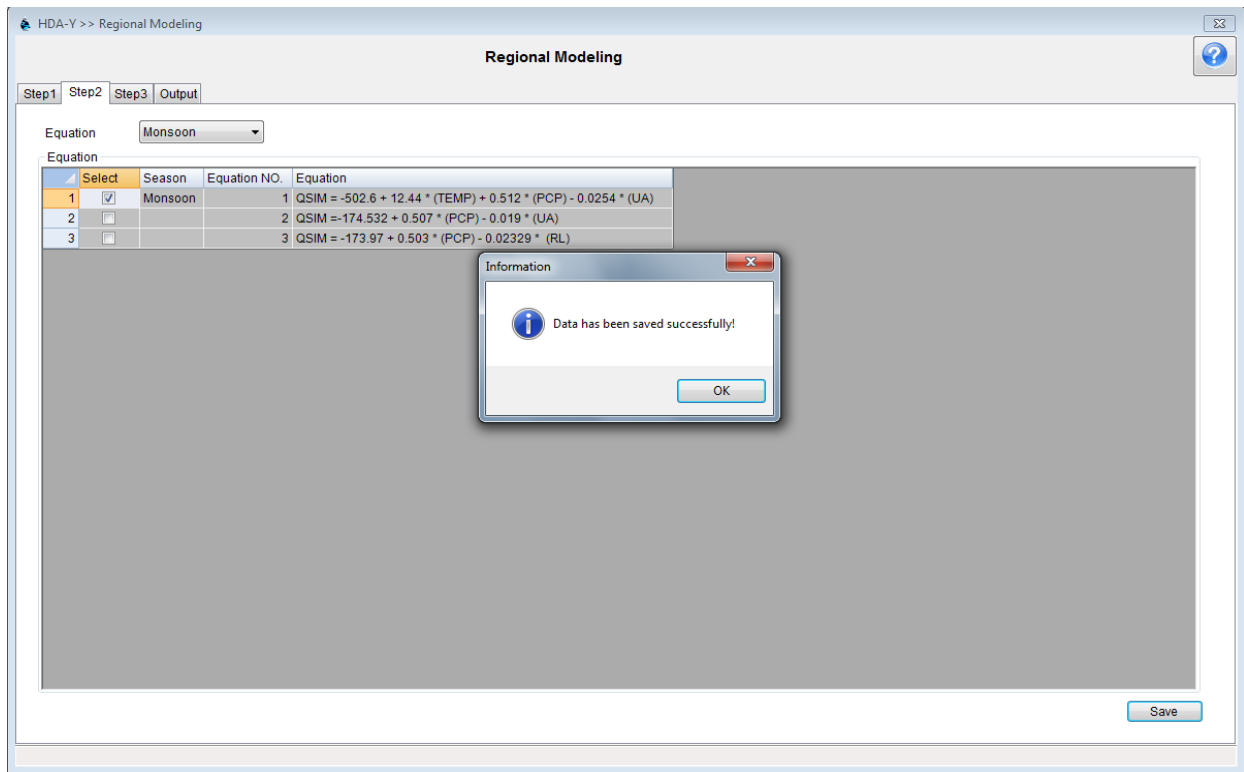 HDA-Y >> Regional Modeling
Regional Modeling
Step1 Step2 Step3 Output
Equation Monsoon
Equation
Select Season Equation NO. Equation
1 Monsoon 1 QSIM = -502.6 + 12.44 * (TEMP) + 0.512 * (PCP) - 0.0254 * (UA)
2 2 QSIM =-174.532 + 0.507 * (PCP) - 0.019 * (UA)
3 3 QSIM =-173.97 + 0.503 * (PCP) - 0.02329 * (RL)
Information
Data has been saved successfully!
OK
Save